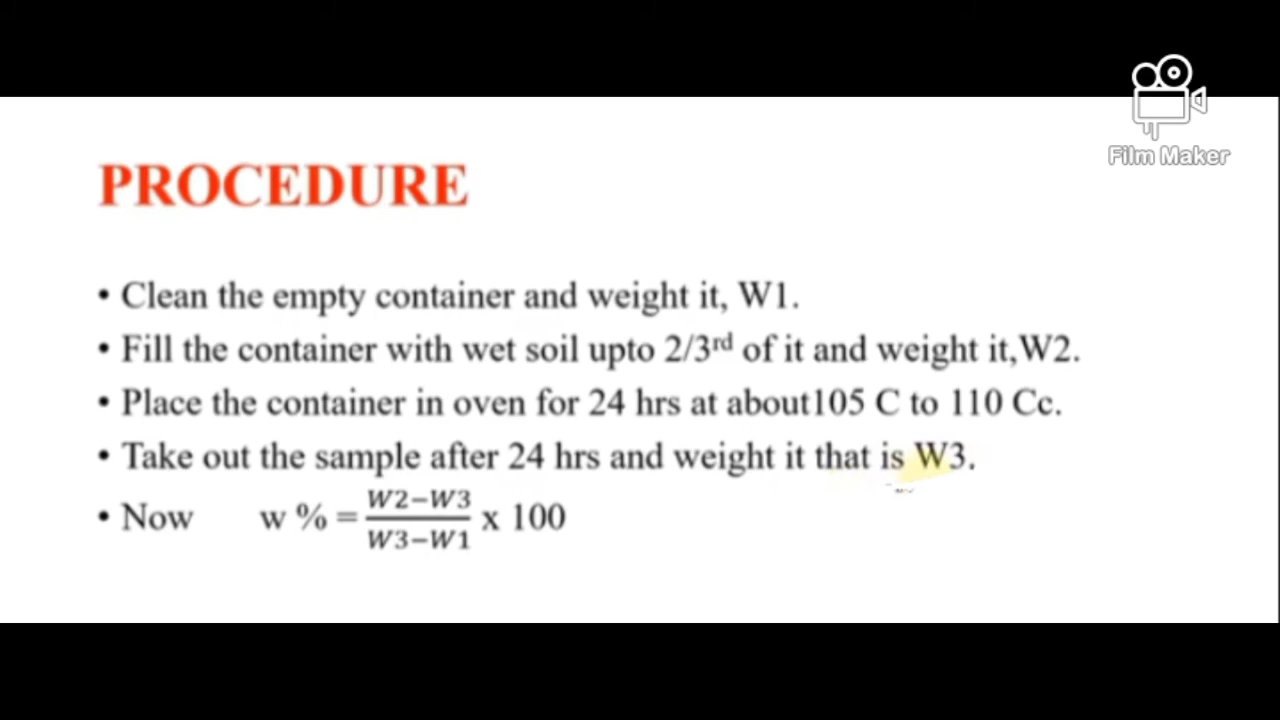 Film Maker
PROCEDURE
• Clean the empty container and weight it, W1.
• Fill the container with wet soil upto 2/3rd of it and weight it,W2.
• Place the container in oven for 24 hrs at about105 C to 110 Cc.
• Take out the sample after 24 hrs and weight it that is W3.
• Now w % = W2−W3 / W3−W1 x 100